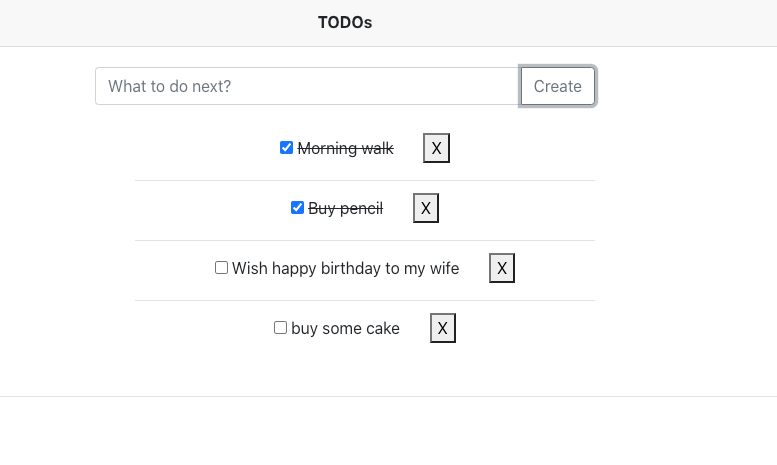 TODOs
What to do next? Create
Morning walk X
Buy pencil X
Wish happy birthday to my wife X
buy some cake X